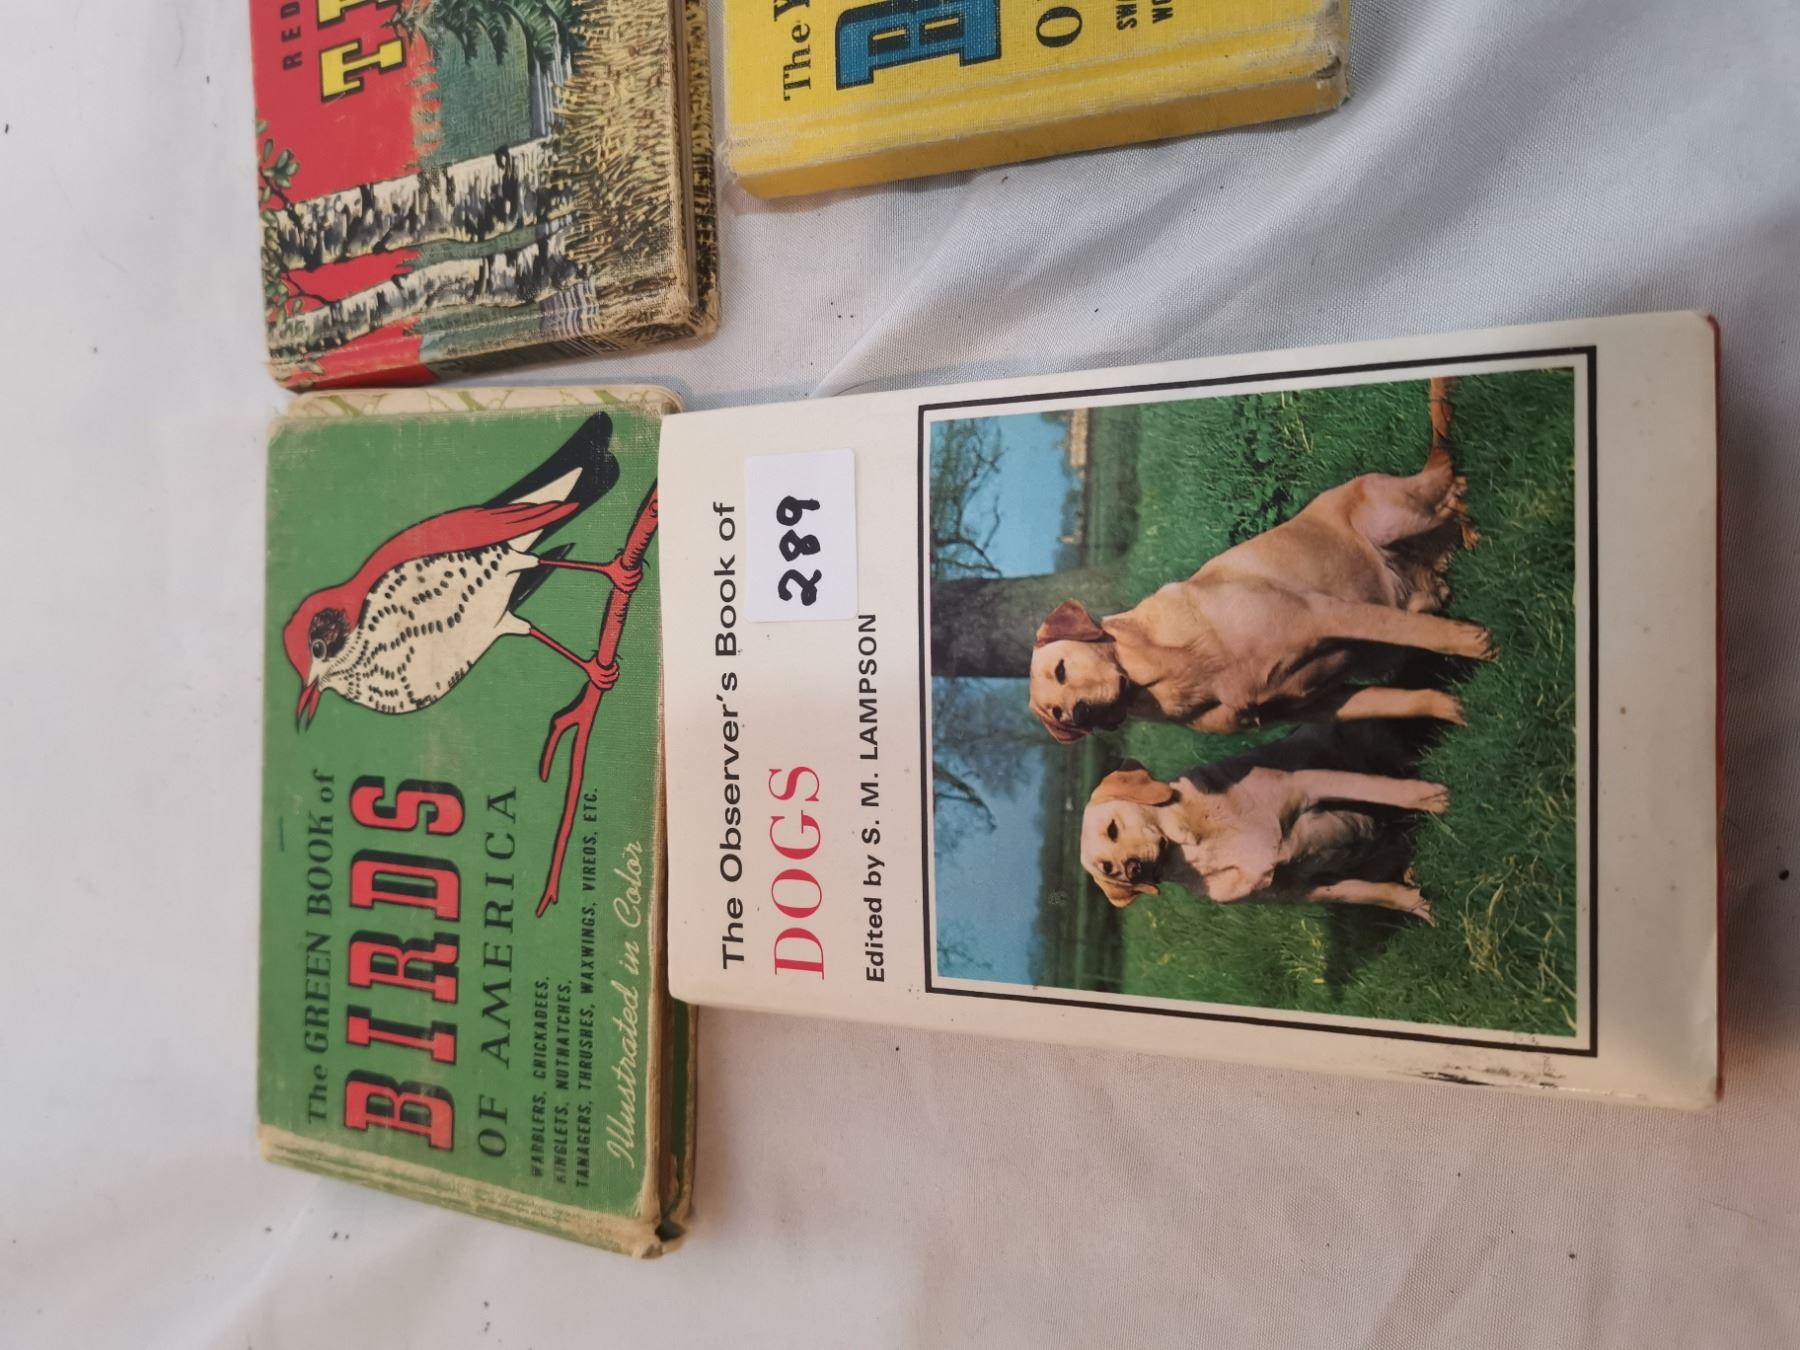 RED
The
The GREEN BOOK of
BIRDS
OF AMERICA
WARBLERS, CHICKADEES,
KINGLETS, NUTHATCHES,
TANAGERS, THRUSHES, WAXWINGS, VIREOS, ETC.
Illustrated in Color
The Observer's Book of
DOGS
289
Edited by S. M. LAMPSON